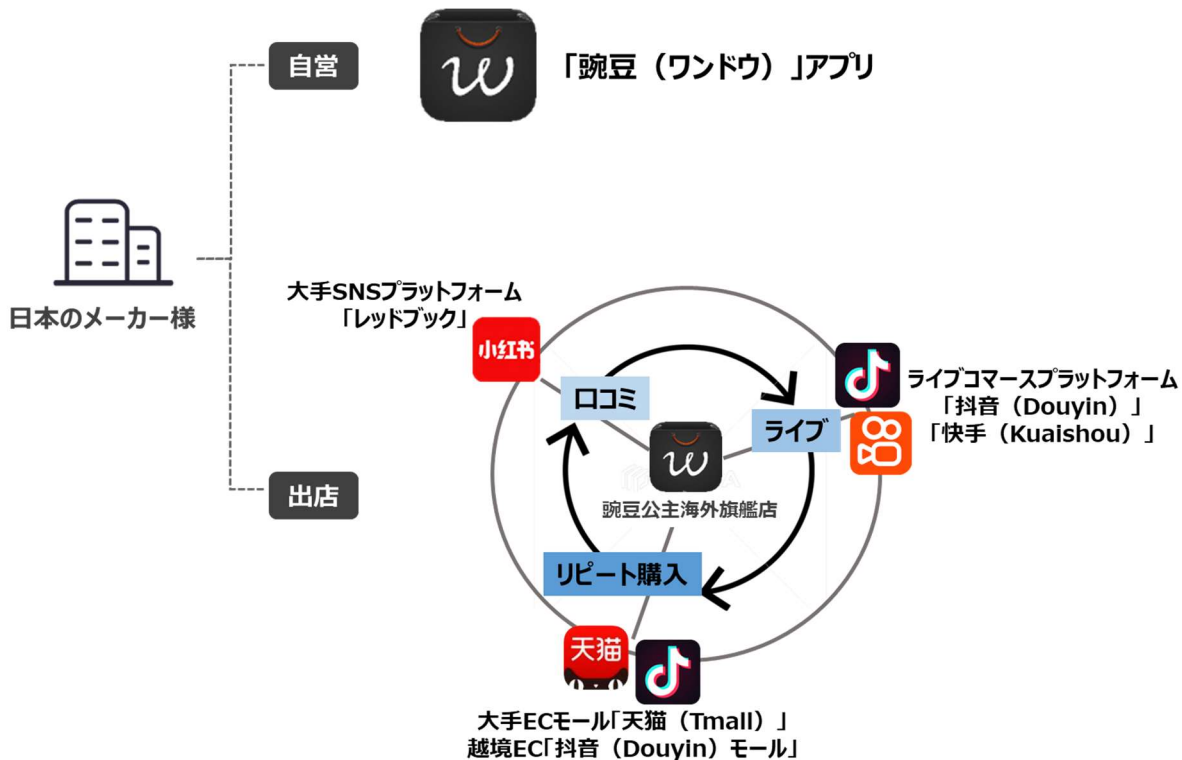 自営
w
「豌豆（ワンドウ）」アプリ
日本のメーカー様
出店
大手SNSプラットフォーム
「レッドブック」
小红书
口コミ
ライブ
ライブコマースプラットフォーム
「抖音（Douyin）」
「快手（Kuaishou）」
w
豌豆公主海外旗艦店
リピート購入
天猫
大手ECモール「天猫（Tmall）」
越境EC「抖音（Douyin）モール」